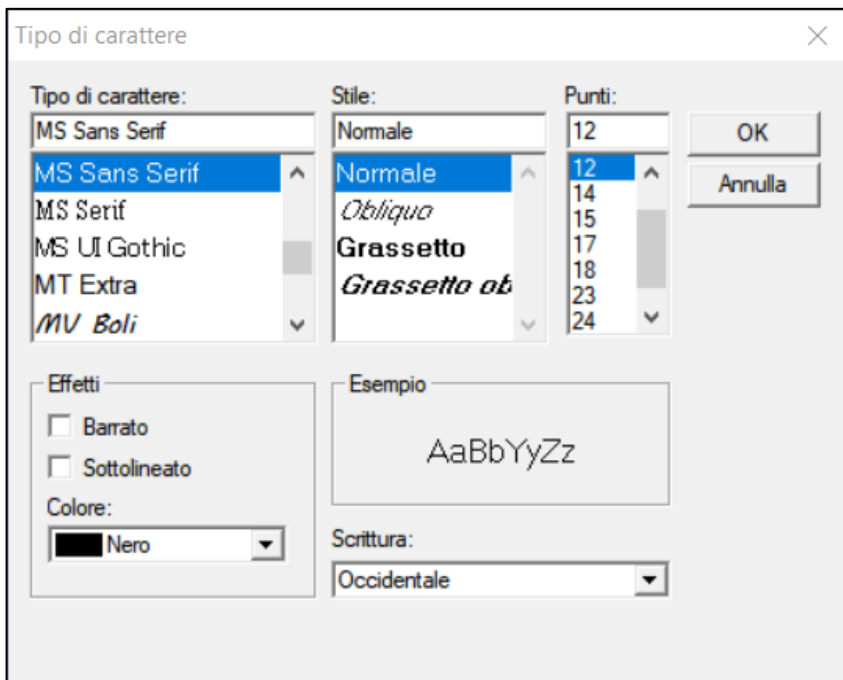 Tipo di carattere
Tipo di carattere:
MS Sans Serif
MS Sans Serif
MS Serif
MS UI Gothic
MT Extra
MV Boli
Stile:
Normale
Normale
Obliquo
Grassetto
Grassetto ob
Punti:
12
12
14
15
17
18
23
24
OK
Annulla
Effetti
Barrato
Sottolineato
Colore:
Nero
Esempio
AaBbYyZz
Scrittura:
Occidentale